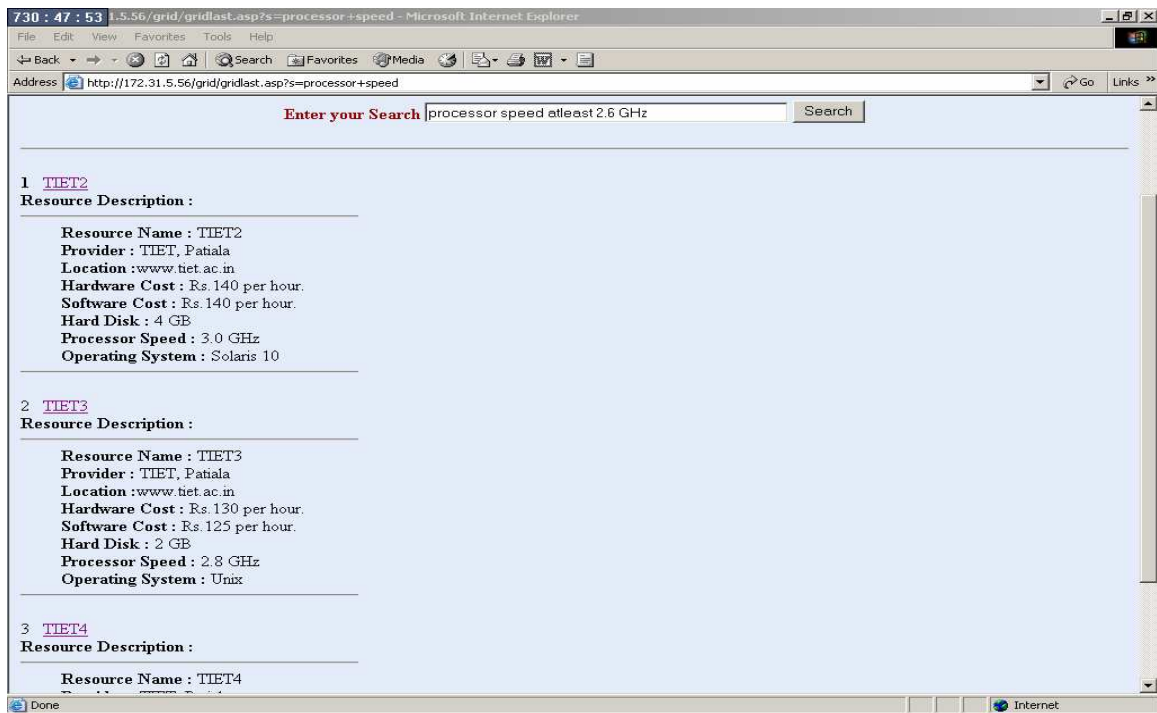 730 : 47 : 53 1.5.56/grid/gridlast.asp?s=processor+speed - Microsoft Internet Explorer
File Edit View Favorites Tools Help
Back Search Favorites Media
Address http://172.31.5.56/grid/gridlast.asp?s=processor+speed Go Links »
Enter your Search processor speed atleast 2.6 GHz Search
1 TIET2
Resource Description :
Resource Name : TIET2
Provider : TIET, Patiala
Location :www.tiet.ac.in
Hardware Cost : Rs.140 per hour.
Software Cost : Rs.140 per hour.
Hard Disk : 4 GB
Processor Speed : 3.0 GHz
Operating System : Solaris 10
2 TIET3
Resource Description :
Resource Name : TIET3
Provider : TIET, Patiala
Location :www.tiet.ac.in
Hardware Cost : Rs.130 per hour.
Software Cost : Rs.125 per hour.
Hard Disk : 2 GB
Processor Speed : 2.8 GHz
Operating System : Unix
3 TIET4
Resource Description :
Resource Name : TIET4
Done Internet